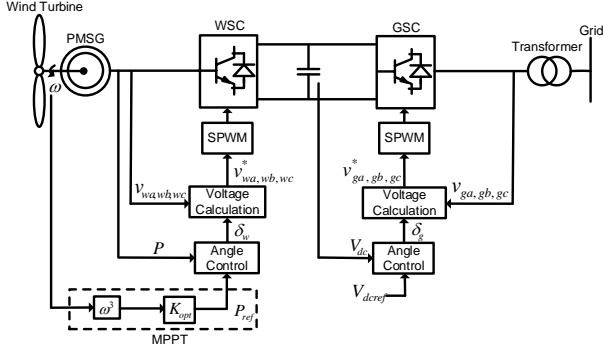 Wind Turbine
PMSG
WSC
GSC
Transformer
Grid
ω
SPWM
SPWM
v*wa, wb, wc
v*ga, gb, gc
vwa,wb,wc
Voltage
Calculation
Voltage
Calculation
vga, gb, gc
δw
δg
P
Angle
Control
Vdc
Angle
Control
Vdcref
ω³
Kopt
Pref
MPPT